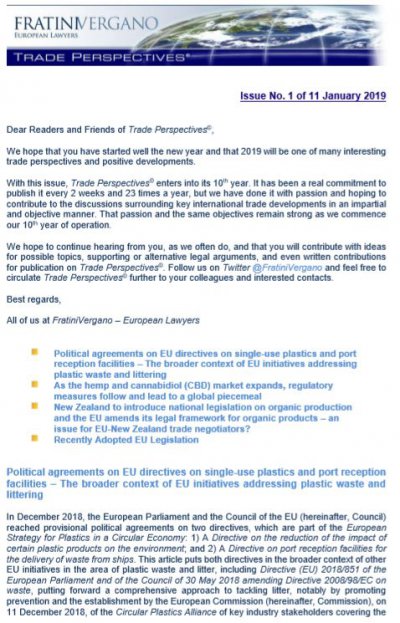 FRATINIVERGANO
EUROPEAN LAWYERS
TRADE PERSPECTIVES®
Issue No. 1 of 11 January 2019
Dear Readers and Friends of Trade Perspectives©,
We hope that you have started well the new year and that 2019 will be one of many interesting
trade perspectives and positive developments.
With this issue, Trade Perspectives© enters into its 10th year. It has been a real commitment to
publish it every 2 weeks and 23 times a year, but we have done it with passion and hoping to
contribute to the discussions surrounding key international trade developments in an impartial
and objective manner. That passion and the same objectives remain strong as we commence
our 10th year of operation.
We hope to continue hearing from you, as we often do, and that you will contribute with ideas
for possible topics, supporting or alternative legal arguments, and even written contributions
for publication on Trade Perspectives©. Follow us on Twitter @FratiniVergano and feel free to
circulate Trade Perspectives© further to your colleagues and interested contacts.
Best regards,
All of us at FratiniVergano – European Lawyers
Political agreements on EU directives on single-use plastics and port
reception facilities – The broader context of EU initiatives addressing
plastic waste and littering
As the hemp and cannabidiol (CBD) market expands, regulatory
measures follow and lead to a global piecemeal
New Zealand to introduce national legislation on organic production
and the EU amends its legal framework for organic products – an
issue for EU-New Zealand trade negotiators?
Recently Adopted EU Legislation
Political agreements on EU directives on single-use plastics and port reception
facilities – The broader context of EU initiatives addressing plastic waste and
littering
In December 2018, the European Parliament and the Council of the EU (hereinafter, Council)
reached provisional political agreements on two directives, which are part of the European
Strategy for Plastics in a Circular Economy: 1) A Directive on the reduction of the impact of
certain plastic products on the environment; and 2) A Directive on port reception facilities for
the delivery of waste from ships. This article puts both directives in the broader context of other
EU initiatives in the area of plastic waste and litter, including Directive (EU) 2018/851 of the
European Parliament and of the Council of 30 May 2018 amending Directive 2008/98/EC on
waste, putting forward a comprehensive approach to tackling litter, notably by promoting
prevention and the establishment by the European Commission (hereinafter, Commission), on
11 December 2018, of the Circular Plastics Alliance of key industry stakeholders covering the